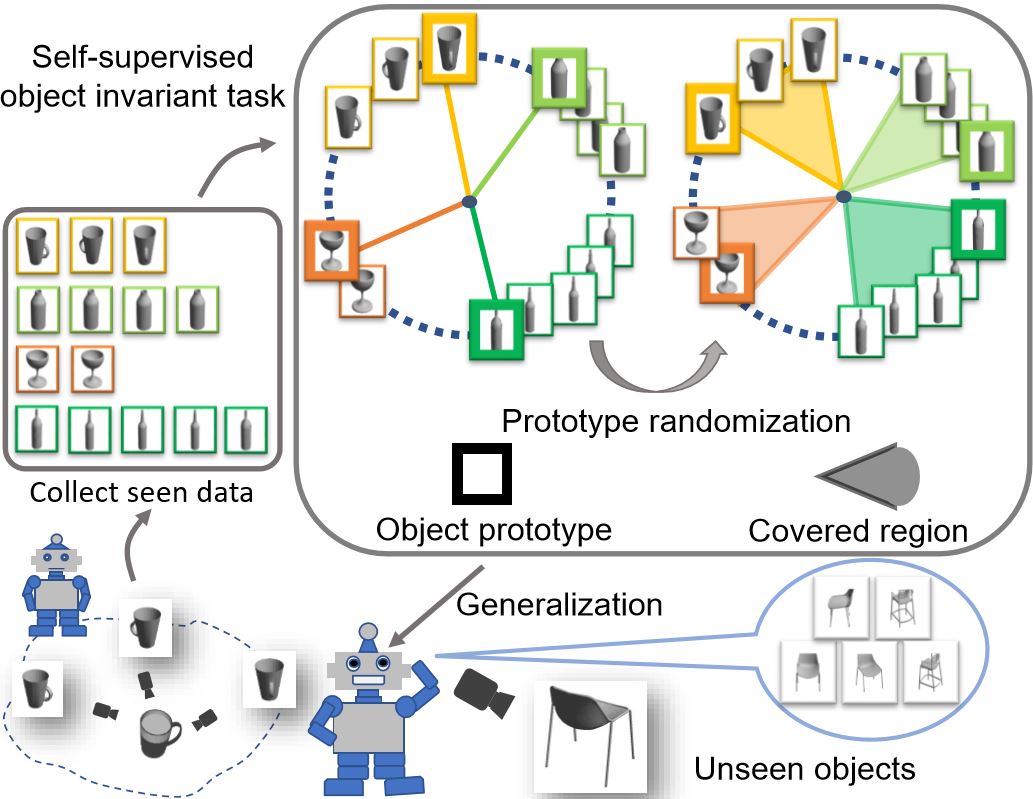 Self-supervised
object invariant task
Prototype randomization
Object prototype
Covered region
Collect seen data
Generalization
Unseen objects